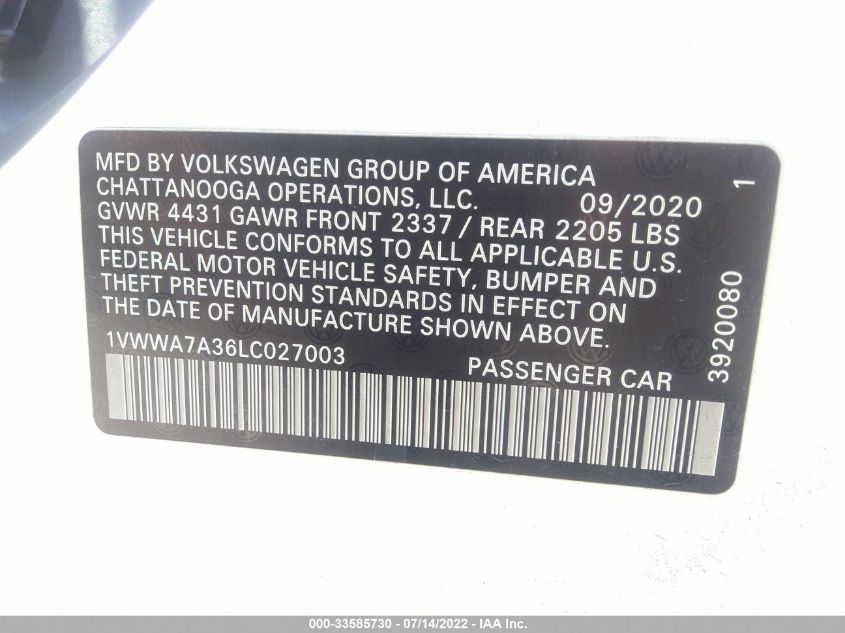 MFD BY VOLKSWAGEN GROUP OF AMERICA
CHATTANOOGA OPERATIONS, LLC. 09/2020
GVWR 4431 GAWR FRONT 2337 / REAR 2205 LBS
THIS VEHICLE CONFORMS TO ALL APPLICABLE U.S.
FEDERAL MOTOR VEHICLE SAFETY, BUMPER AND
THEFT PREVENTION STANDARDS IN EFFECT ON
THE DATE OF MANUFACTURE SHOWN ABOVE.
1VWWA7A36LC027003 PASSENGER CAR
3920080 1
000-33585730 - 07/14/2022 - IAA Inc.